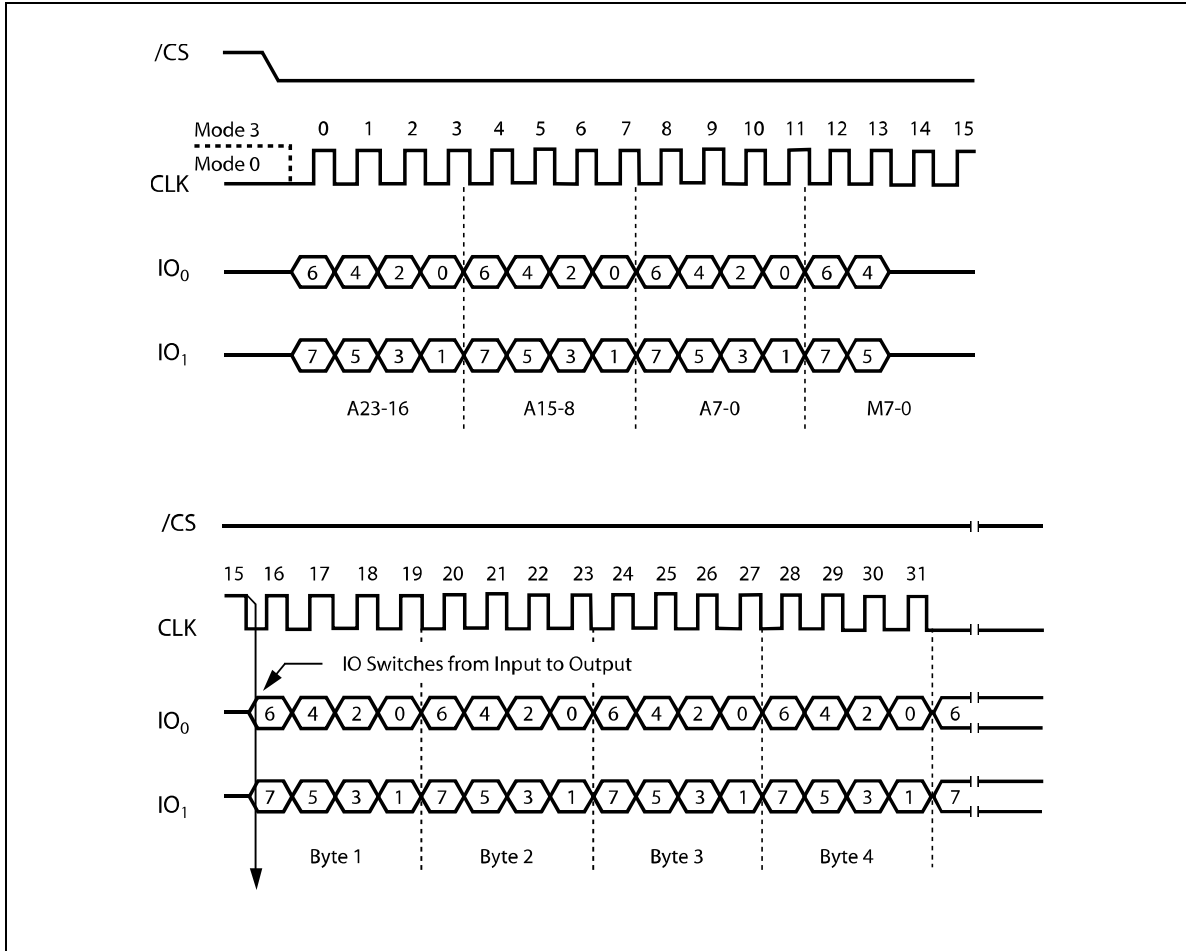 /CS
Mode 3
0 1 2 3 4 5 6 7 8 9 10 11 12 13 14 15
Mode 0
CLK
IO0 6 4 2 0 6 4 2 0 6 4 2 0 6 4
IO1 7 5 3 1 7 5 3 1 7 5 3 1 7 5
A23-16 A15-8 A7-0 M7-0
/CS
15 16 17 18 19 20 21 22 23 24 25 26 27 28 29 30 31
CLK
IO Switches from Input to Output
IO0 6 4 2 0 6 4 2 0 6 4 2 0 6 4 2 0 6
IO1 7 5 3 1 7 5 3 1 7 5 3 1 7 5 3 1 7
Byte 1 Byte 2 Byte 3 Byte 4